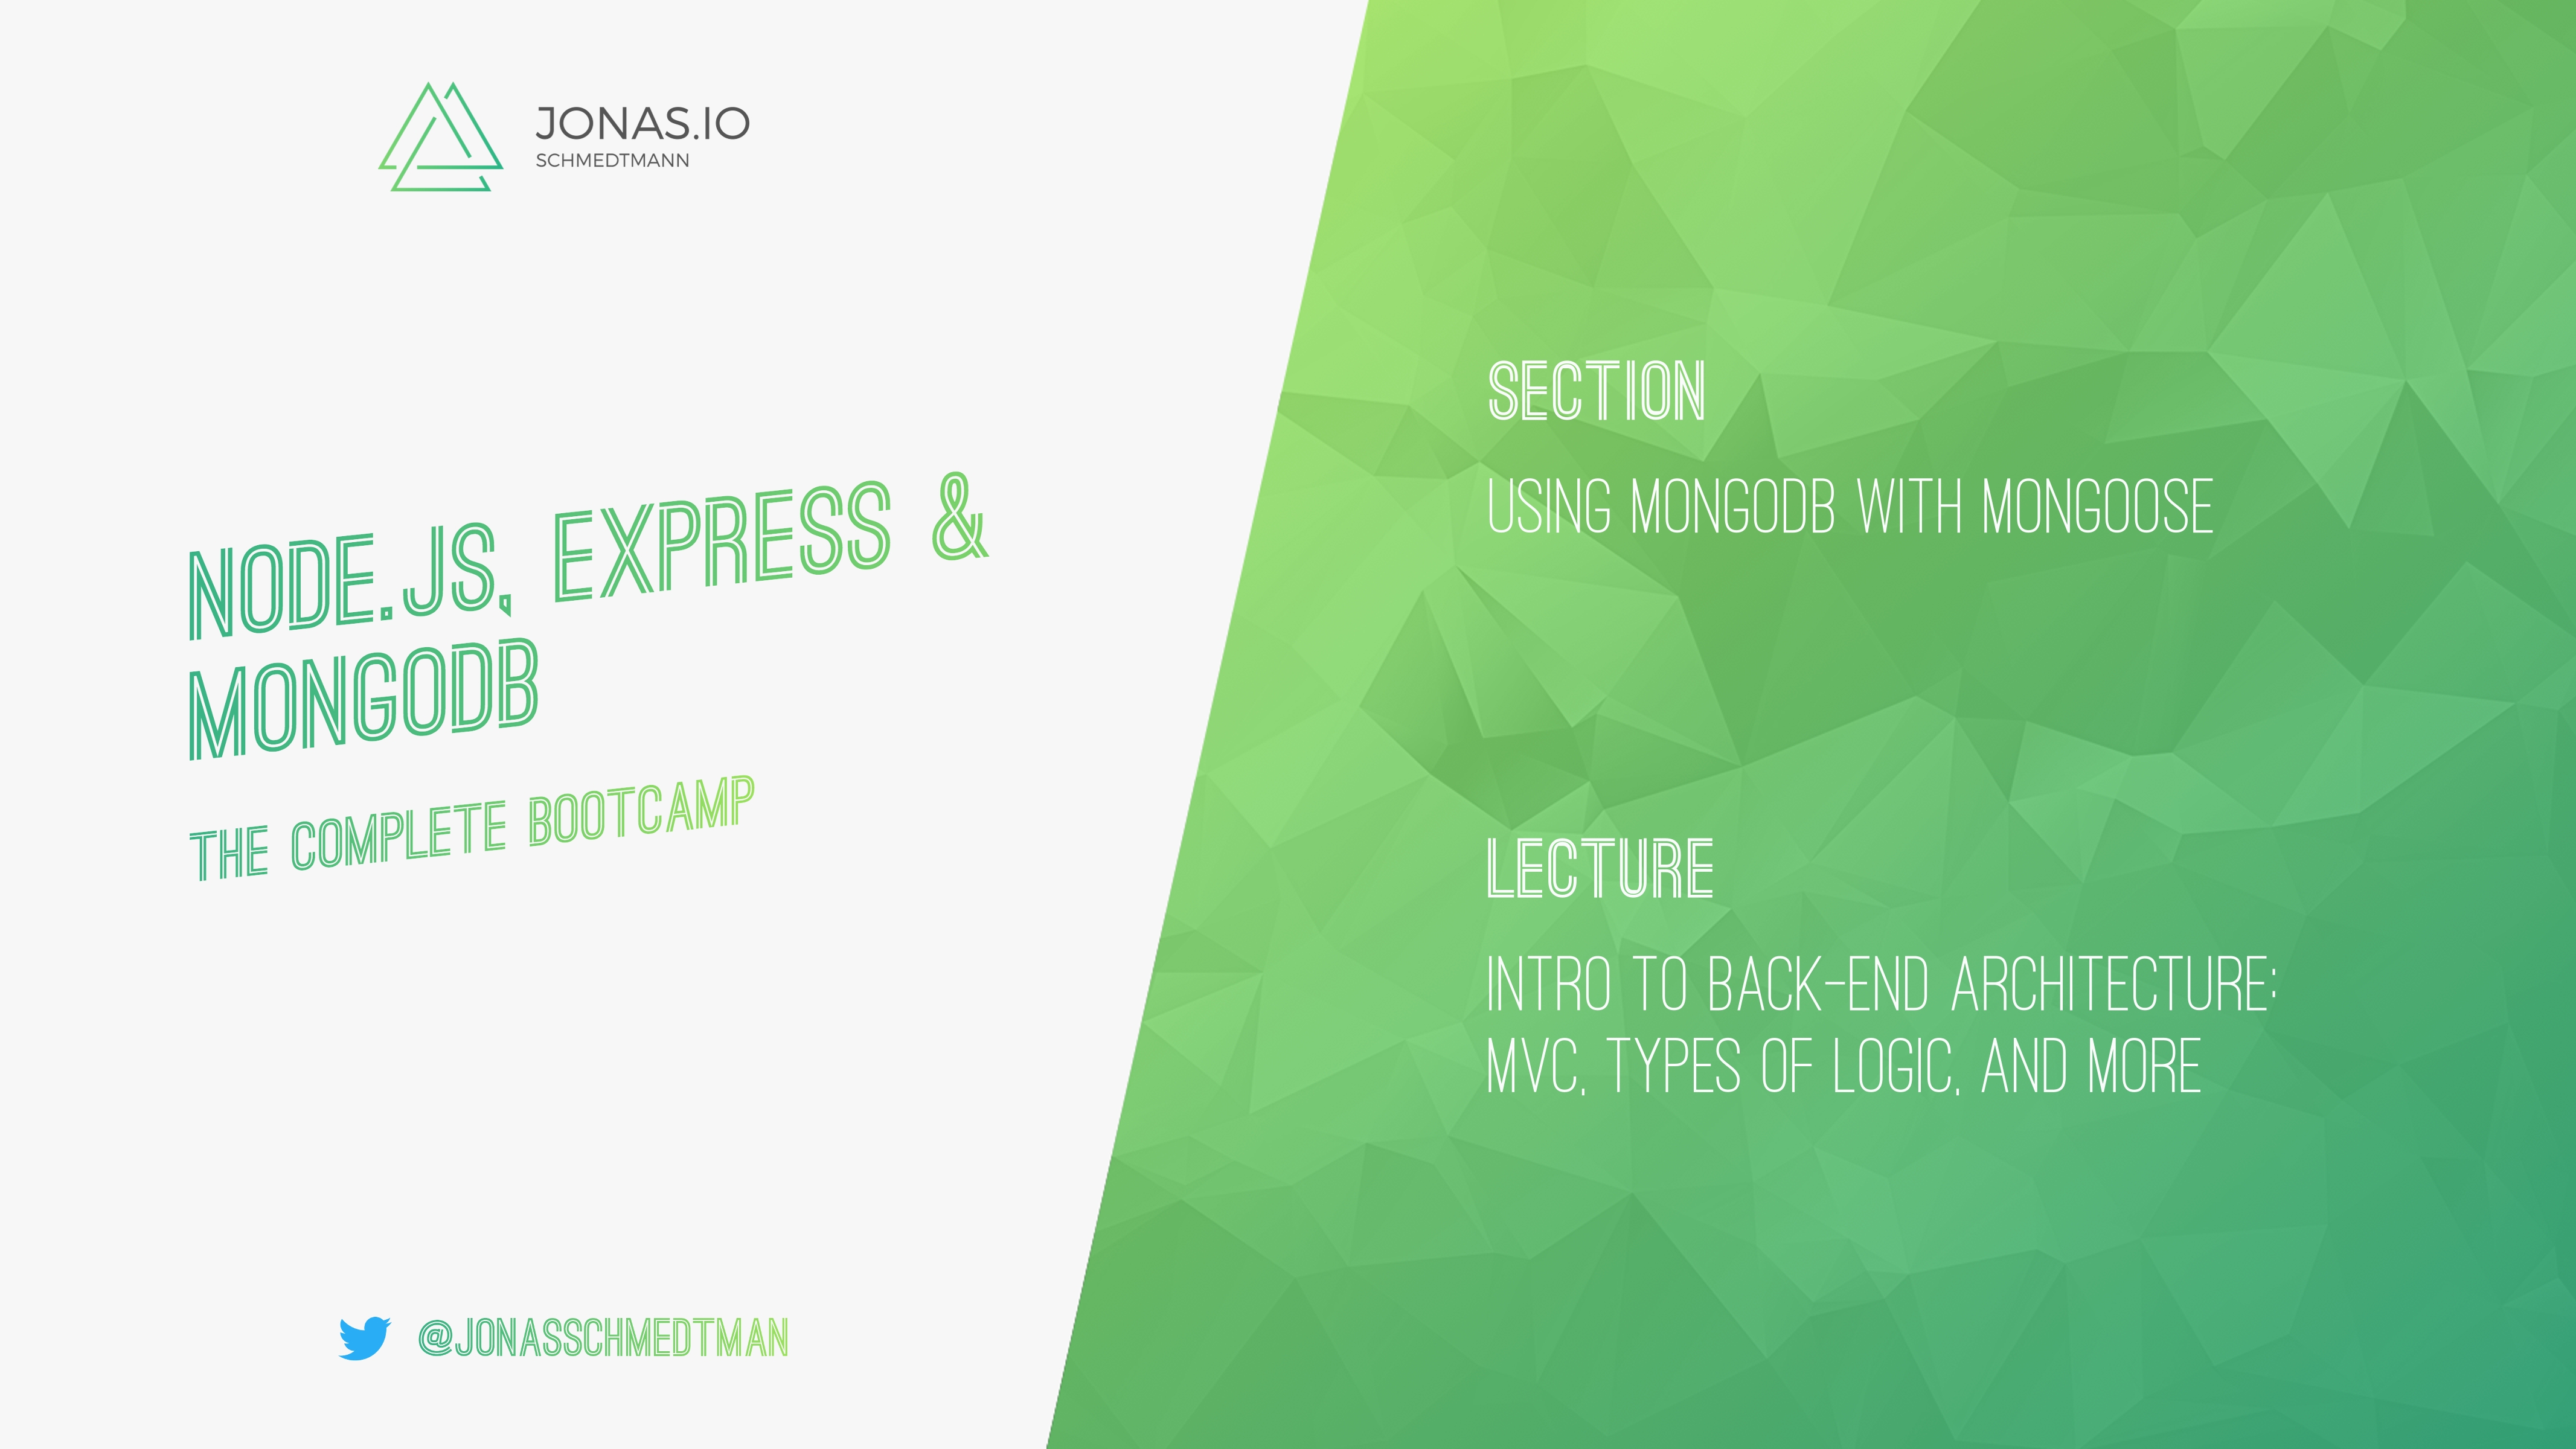 JONAS.IO
SCHMEDTMANN
NODE.JS, EXPRESS &
MONGODB
THE COMPLETE BOOTCAMP
@JONASSCHMEDTMAN
SECTION
USING MONGODB WITH MONGOOSE
LECTURE
INTRO TO BACK-END ARCHITECTURE:
MVC, TYPES OF LOGIC, AND MORE